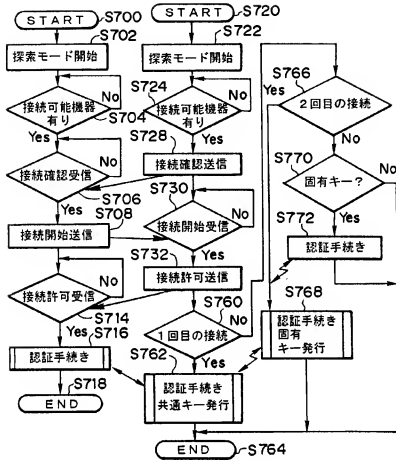 START
S700
S702
探索モード開始
接続可能機器
有り
No
S704
Yes
接続確認受信
No
S706
Yes
S708
接続開始送信
接続許可受信
No
S714
Yes
S716
認証手続き
S718
END
START
S720
S722
探索モード開始
S724
接続可能機器
有り
No
S728
Yes
接続確認送信
S730
接続開始受信
No
S732
Yes
接続許可送信
S760
1回目の接続
No
S762
Yes
認証手続き
共通キー発行
END
S764
S766
Yes
2回目の接続
No
S770
固有キー?
No
S772
Yes
認証手続き
S768
認証手続き
固有
キー発行